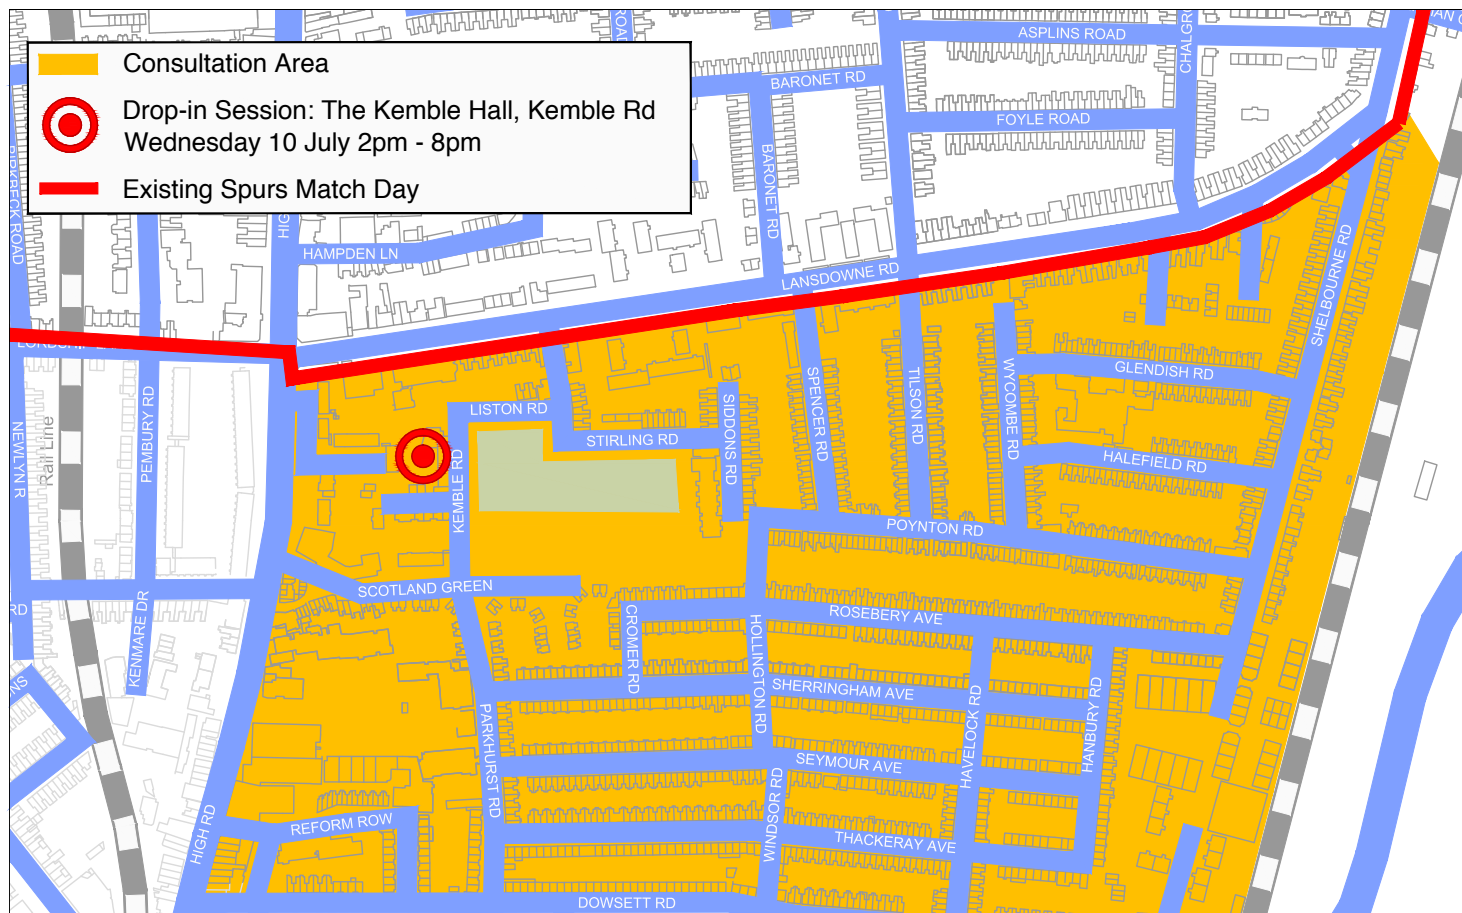 Consultation Area
Drop-in Session: The Kemble Hall, Kemble Rd
Wednesday 10 July 2pm - 8pm
Existing Spurs Match Day
ASPLINS ROAD
BARONET RD
FOYLE ROAD
BARONET RD
HAMPDEN LN
LANSDOWNE RD
SHELBOURNE RD
GLENDISH RD
PEMBURY RD
LISTON RD
SIDDONS RD
SPENCER RD
TILSON RD
WYCOMBE RD
STIRLING RD
HALEFIELD RD
NEWLYN R
Rail Line
KEMBLE RD
POYNTON RD
SCOTLAND GREEN
RD
KENMARE DR
CROMER RD
HOLLINGTON RD
ROSEBERY AVE
SHERRINGHAM AVE
HAVELOCK RD
HANBURY RD
PARKHURST RD
SEYMOUR AVE
WINDSOR RD
HIGH RD
REFORM ROW
THACKERAY AVE
DOWSETT RD